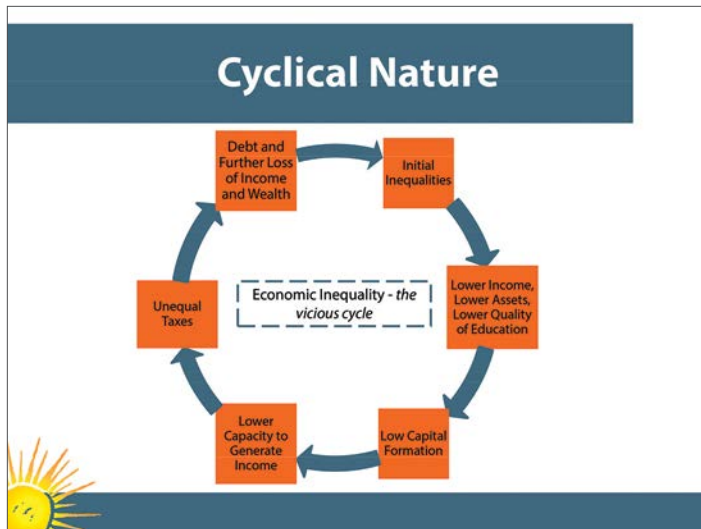 Cyclical Nature
Debt and
Further Loss
of Income
and Wealth
Initial
Inequalities
Lower Income,
Lower Assets,
Lower Quality
of Education
Low Capital
Formation
Lower
Capacity to
Generate
Income
Unequal
Taxes
Economic Inequality - the
vicious cycle